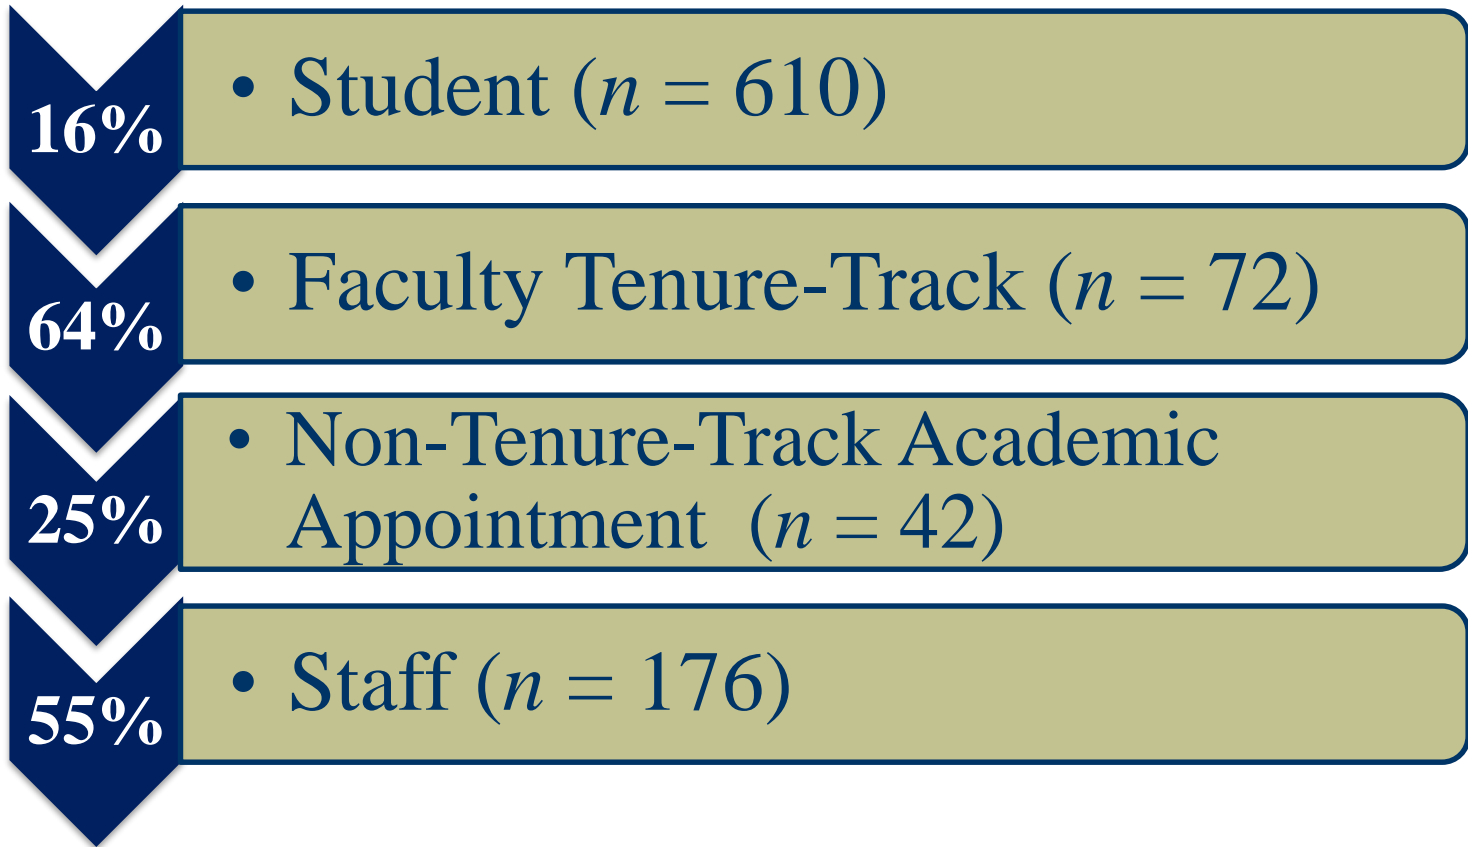 16%
• Student (n = 610)
64%
• Faculty Tenure-Track (n = 72)
25%
• Non-Tenure-Track Academic
Appointment (n = 42)
55%
• Staff (n = 176)